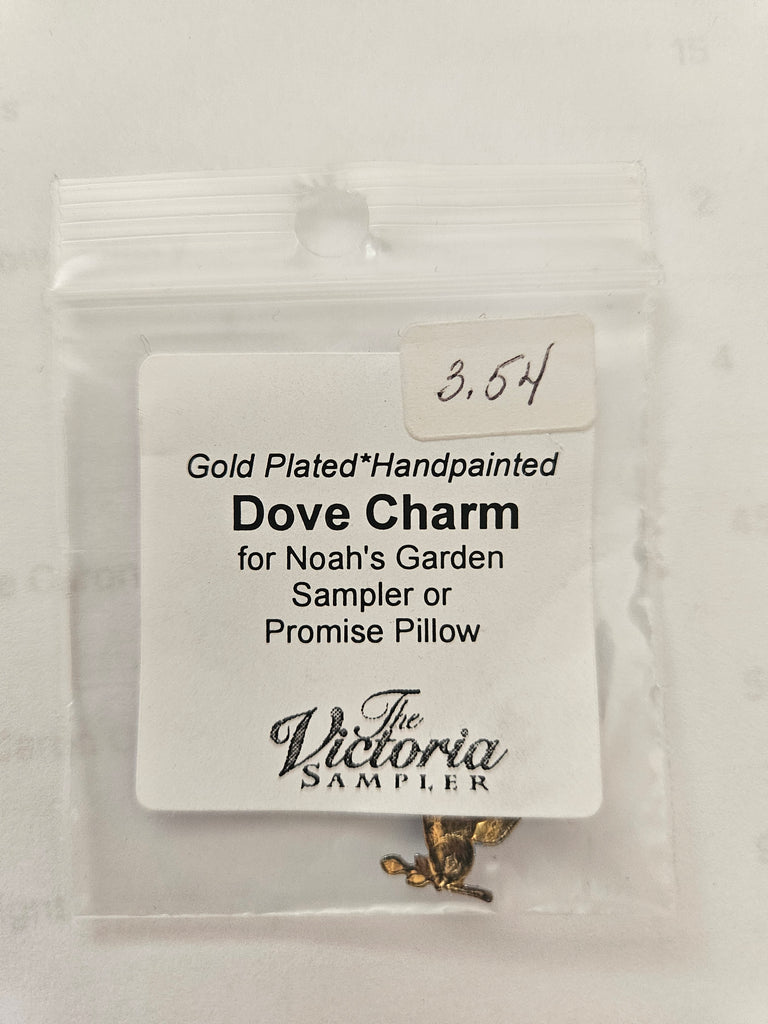 3.54
Gold Plated*Handpainted
Dove Charm
for Noah's Garden
Sampler or
Promise Pillow
The
Victoria
SAMPLER